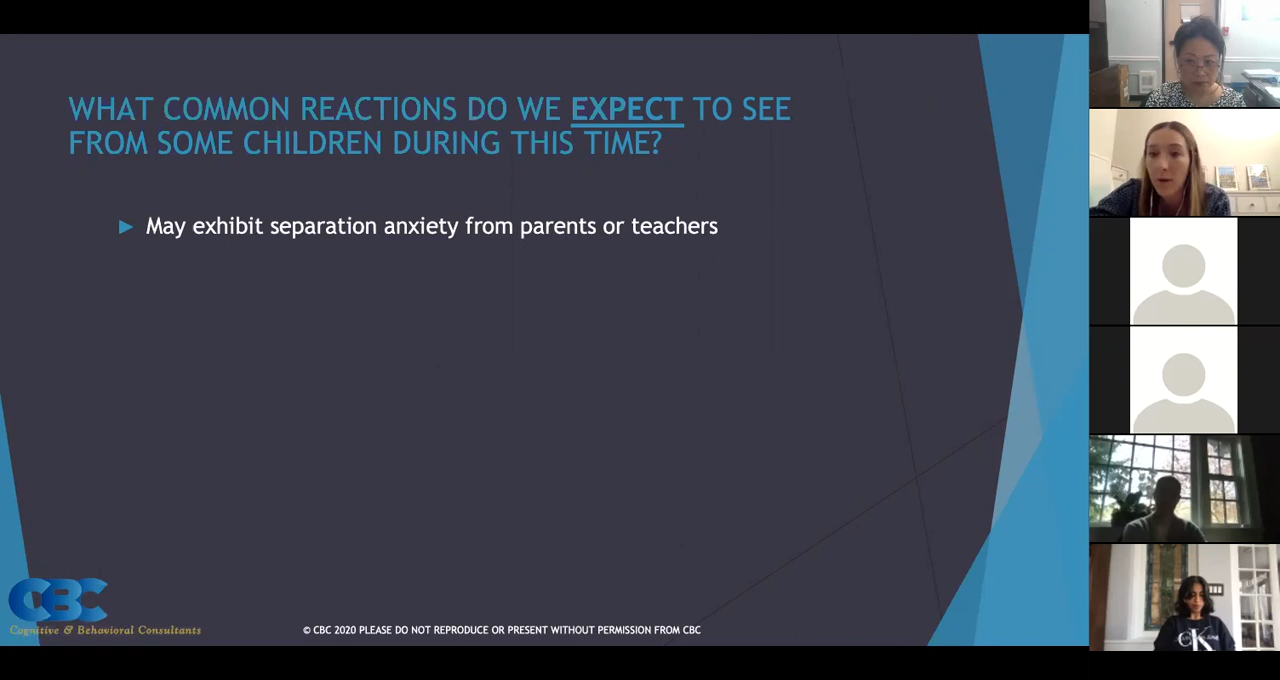 WHAT COMMON REACTIONS DO WE EXPECT TO SEE
FROM SOME CHILDREN DURING THIS TIME?
May exhibit separation anxiety from parents or teachers
CBC
Cognitive & Behavioral Consultants
© CBC 2020 PLEASE DO NOT REPRODUCE OR PRESENT WITHOUT PERMISSION FROM CBC
CK